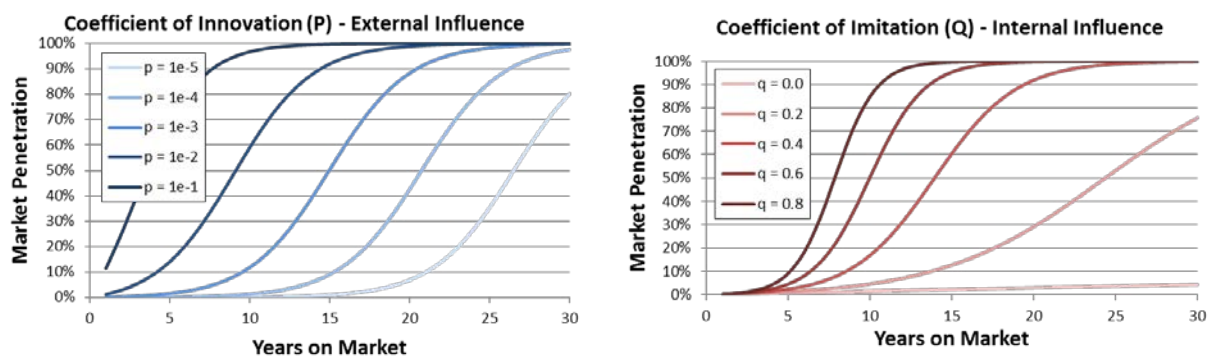 Coefficient of Innovation (P) - External Influence
100%
90%
80%
70%
60%
50%
40%
30%
20%
10%
0%
Market Penetration
p = 1e-5
p = 1e-4
p = 1e-3
p = 1e-2
p = 1e-1
0 5 10 15 20 25 30
Years on Market
Coefficient of Imitation (Q) - Internal Influence
100%
90%
80%
70%
60%
50%
40%
30%
20%
10%
0%
Market Penetration
q = 0.0
q = 0.2
q = 0.4
q = 0.6
q = 0.8
0 5 10 15 20 25 30
Years on Market